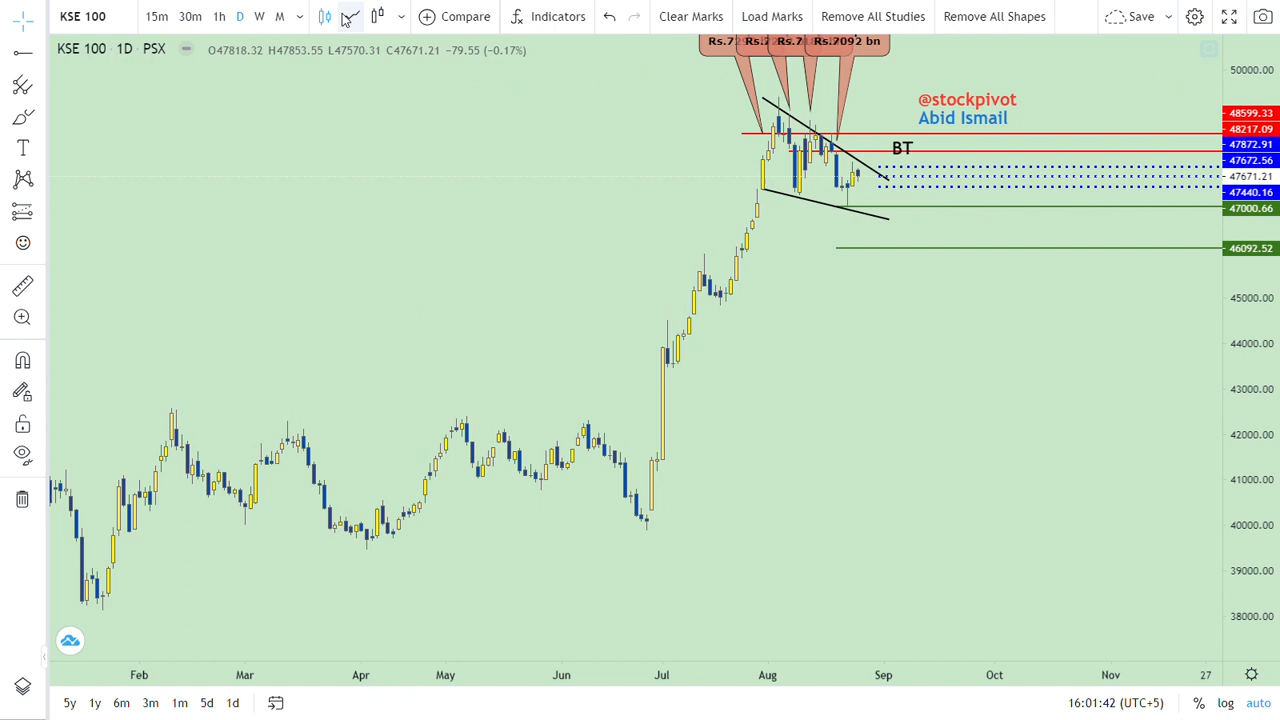 KSE 100 15m 30m 1h D W M Compare Indicators Clear Marks Load Marks Remove All Studies Remove All Shapes Save
KSE 100 · 1D · PSX O47818.32 H47853.55 L47570.31 C47671.21 −79.55 (−0.17%)
Rs.7092 bn
50000.00
@stockpivot
Abid Ismail
BT
48599.33
48217.09
47872.91
47672.56
47671.21
47440.16
47000.66
46092.52
45000.00
44000.00
43000.00
42000.00
41000.00
40000.00
39000.00
38000.00
Feb Mar Apr May Jun Jul Aug Sep Oct Nov 27
5y 1y 6m 3m 1m 5d 1d 16:01:42 (UTC+5) % log auto